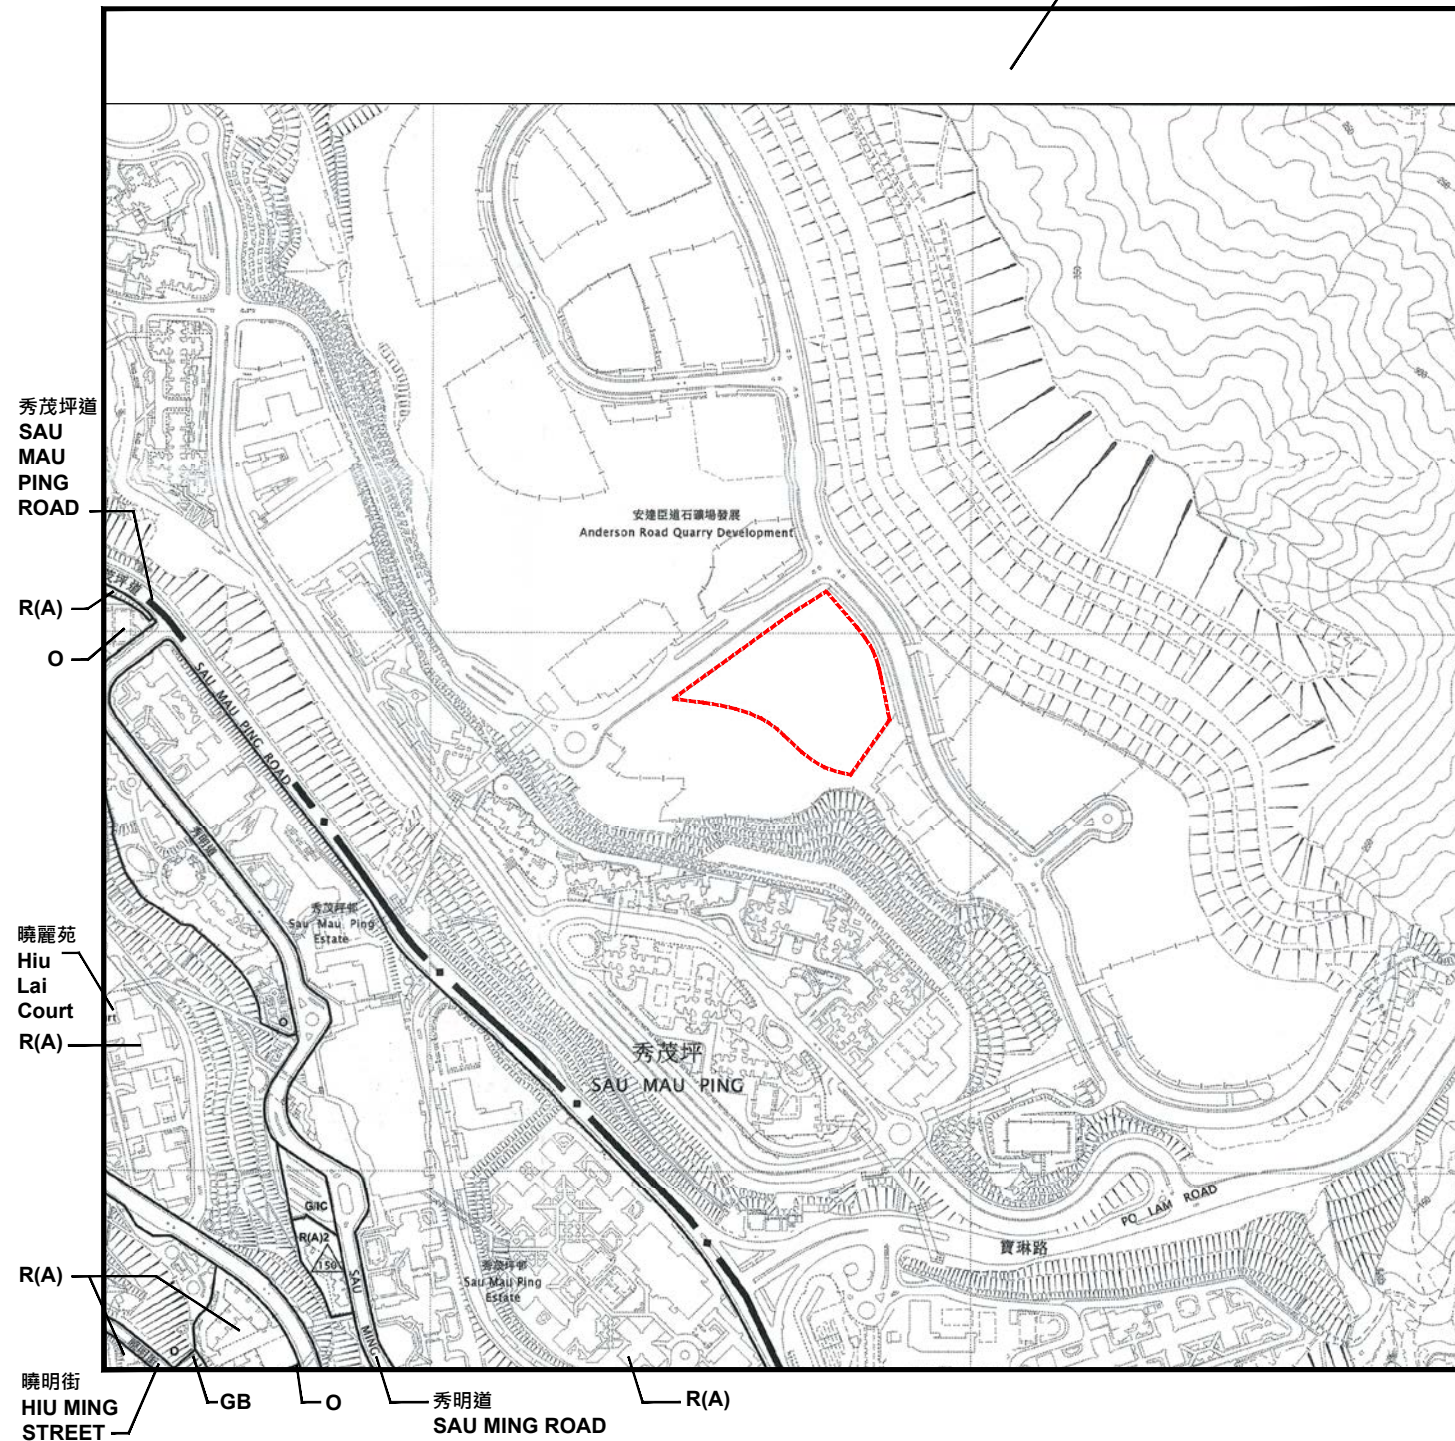 秀茂坪道
SAU
MAU
PING
ROAD
安達臣道石礦場發展
Anderson Road Quarry Development
R(A)
O
SAU MAU PING ROAD
秀茂坪邨
Sau Mau Ping
Estate
曉麗苑
Hiu
Lai
Court
R(A)
O
秀茂坪
SAU MAU PING
G/IC
R(A)2
150
SAU
MING
PO LAM ROAD
寶琳路
秀茂坪邨
Sau Mau Ping
Estate
R(A)
O
曉明街
HIU MING
STREET
GB
O
秀明道
SAU MING ROAD
R(A)
350